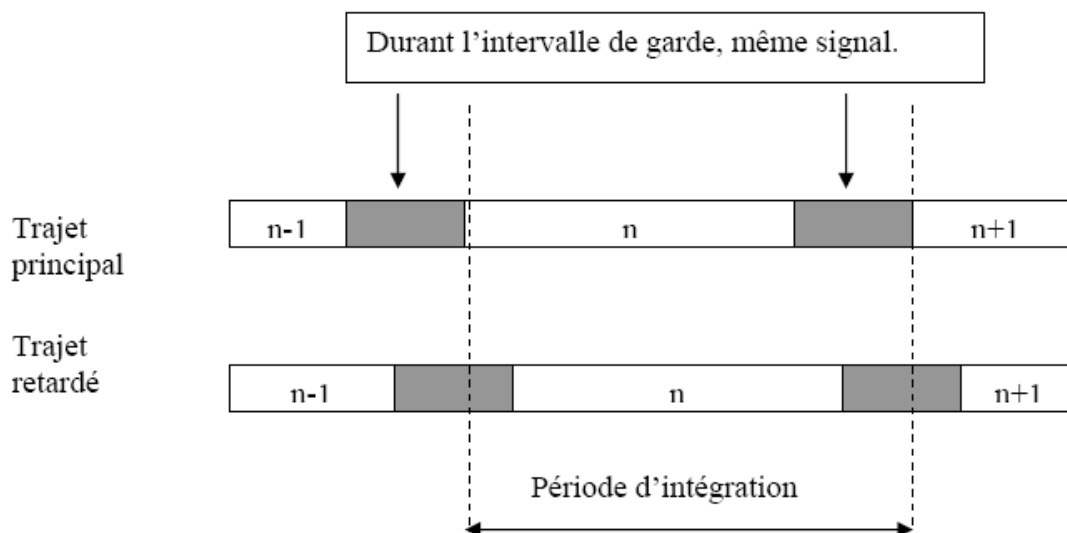 Durant l'intervalle de garde, même signal.
Trajet
principal
n-1
n
n+1
Trajet
retardé
n-1
n
n+1
Période d'intégration